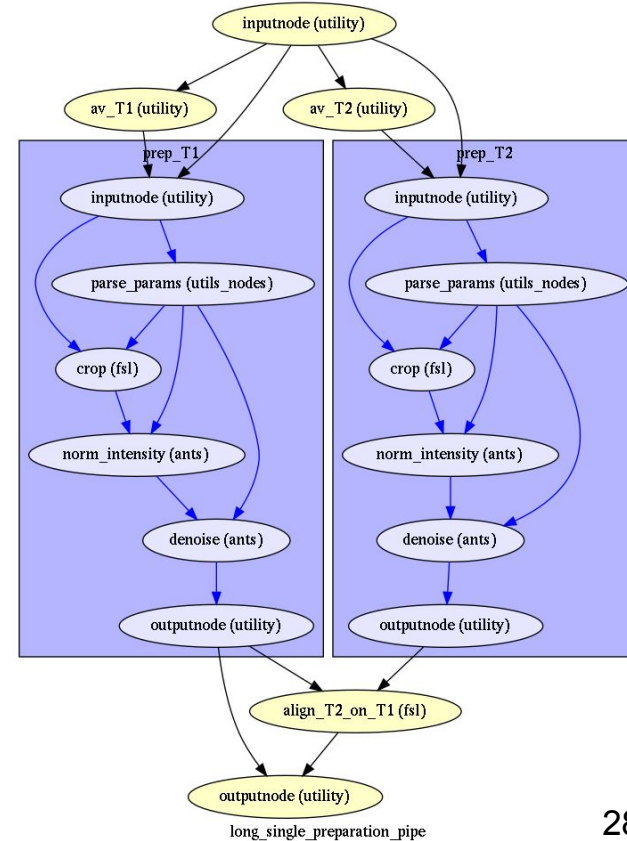 inputnode (utility)
av_T1 (utility)
av_T2 (utility)
prep_T1
inputnode (utility)
parse_params (utils_nodes)
crop (fsl)
norm_intensity (ants)
denoise (ants)
outputnode (utility)
prep_T2
inputnode (utility)
parse_params (utils_nodes)
crop (fsl)
norm_intensity (ants)
denoise (ants)
outputnode (utility)
align_T2_on_T1 (fsl)
outputnode (utility)
long_single_preparation_pipe
28